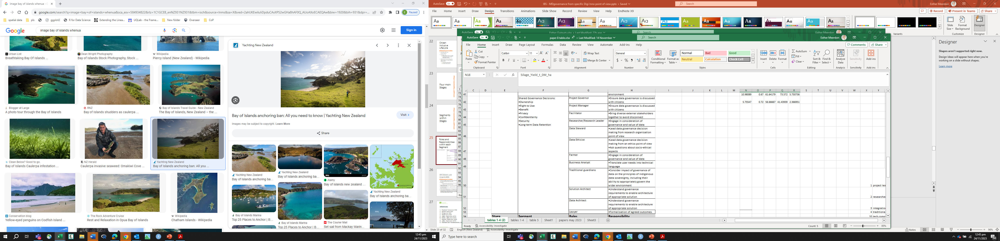 image bay of islands whenua - G
google.com/search?q=image+bay+of+islands+whenua&sca_esv=584934822&rlz=1C1GCEB_enNZ931NZ931&tbm=isch&source=lnms&sa=X&ved=
Paused
spatial data
pls
ggplot2
R for Data Science
Extending the Linea...
UQLab - the Frame...
New folder
Overseer
CoP
Google
image bay of islands whenua
Sign in
Urban List
Breathtaking Bay Of Islands ...
Dean Wright Photography
Bay of Islands Stock Photography, Stock ...
Wikipedia
Piercy Island (New Zealand) - Wikipedia
Blogger at Large
A photo tour through the Bay of Islands
RNZ
Bay of Islands shudders as caulerpa ...
Bay of Islands Travel Guide - New Zealand
The Bay of Islands, New Zealand – the ...
Clean Below? Good to go.
Bay of Islands Caulerpa infestation ...
NZ Herald
Caulerpa invasive seaweed: Omakiwi Cove ...
Yachting New Zealand
Bay of Islands anchoring ban: All you ...
Conservation blog
Yellow-eyed penguins on Codfish Island ...
The Rock Adventure Cruise
Rest and Relaxation in Opua Bay of Islands
Wikipedia
Chatham Islands - Wikipedia
Yachting New Zealand
Bay of Islands anchoring ban: All you need to know | Yachting New Zealand
Visit
Images may be subject to copyright. Learn More
Share
Yachting New Zealand
Bay of Islands anchoring ba...
Yachting New Zealand
Bay of Islands anchoring ba...
Alamy
Bay of islands new zealand ...
Yachting New Zealand
Bay of Islands anchoring ba...
Bay of Islands Marina
Top 25 Places to Anchor | B...
Bay of Islands Marina
Top 25 Places to Anchor | B...
The Courier Mail
Set sail from Mackay Marin...
12:45 pm
24/11/2023
AutoSave On
IBS - MDgovernance from specific Digi Inno point of view.pptx • Saved
Search
Esther Meenken
File Home Insert Draw Design Transitions Animations Slide Show Record Review View Help EndNote X9
Record
Present in Teams
Share
Variants
Slide Size
Format Background
Customize
Designer
Designer
Designer
Shapes aren't supported right now.
Design Ideas will appear here when you're working on a slide without shapes.
Learn more
22
Citizen Inclusive Lifecycle
23
Four main Stages
24
Segments within Stages
25
Roles and Responsibilities within each Segment
26
All Citizens are responsible
27
references
AutoSave On
Esther Outputs.xlsx • Last Modified: 22h ago
Search
Esther Meenken
AutoSave On
paper 8 table.xlsx • Last Modified: 14 November
Search
Esther Meenken
File Home Insert Draw Page Layout Formulas Data Review View Automate Add-ins Help
Comments
Share
Paste
Cut
Copy
Format Painter
Clipboard
Calibri 11
B I U
Font
Wrap Text
Merge & Center
Alignment
General
Number
Conditional Formatting
Format as Table
Normal Bad Good
Neutral Calculation Check Cell
Styles
Insert Delete Format
Cells
AutoSum
Fill
Clear
Sort & Filter
Find & Select
Editing
Analyze Data
Analysis
Sensitivity
Sensitivity
Add-ins
Add-ins
N18
Silage_Yield_t_DM_ha
C D E F G H I J K L M N O P Q R S T U V W X Y
41 environment 10.98089 0.67 61.64179 73.572 5.750736
42 5.75547 0.72 56.66667 41.43939 2.366951
Shared Governance Decisions:
•Ownership
•Right to Use
•Benefit
•Privacy
•Confidentiality
•Security
•Long-term Data Retention
Project Governor
•Ensure data governance is discussed with citizens
Project Manager
•Ensure data governance is discussed with citizens
Facilitator
•Bring diverse external stakeholders together to avoid disconnect
Researcher/Research Leader
•Engage in consideration of governance and value of data
Data Steward
•Lead data governance decision making from research organisation point of view
Data Ethicist
•Lead data governance decision making from an ethics point of view
•Ask questions about socio-ethical aspects
Farmer
•Engage in consideration of governance and value of data
Business Analyst
•Translate user needs into technical language
Traditional guardians
•Consider impact of governance of data on the principles of indigenous data sovereignty, including their ability to appropriately govern the wider environment
Solution Architect
•Understand governance requirements to enable architecture of appropriate solution
Data Architect
•Understand governance requirements to enable architecture of appropriate solution
Lawyer
•Formalisation of agreed outcomes.
Stage Segment Roles Responsibility
1 project lea
2 researcher
3 integratio
4 traditiona
tables 1-4 (2) tables 1-4 table 5 Sheet1 papers may 2023 Sheet3
Ready
Accessibility: Investigate
Count: 5
85%
Slide 25 of 32
English (New Zealand)
Accessibility: Investigate
Notes
96%
Type here to search
12:45 pm
24/11/2023